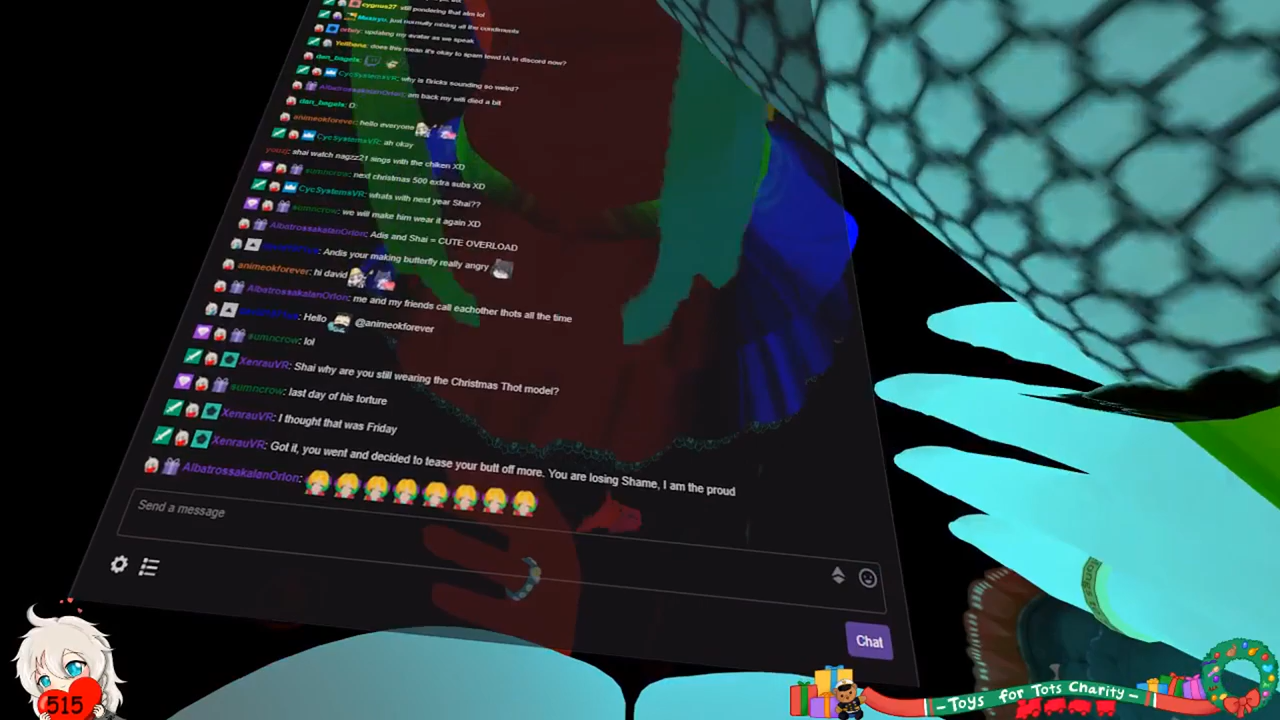 cygnus27 still pondering that aim lol
just normally mixing all the condiments
updating my avatar as we speak
does this mean it's okay to spam lewd IA in discord now?
dan_bagels:
CycSystemsVR: why is Bricks sounding so weird?
AlbatrossakalanOrion: am back my wifi died a bit
dan_bagels: D:
animeokforever: hello everyone
CycSystemsVR: ah okay
shai watch nagzz21 sings with the chiken XD
sumncrow: next christmas 500 extra subs XD
CycSystemsVR: whats with next year Shai??
sumncrow: we will make him wear it again XD
AlbatrossakalanOrion: Adis and Shai = CUTE OVERLOAD
: Andis your making butterfly really angry
animeokforever: hi david
AlbatrossakalanOrion: me and my friends call eachother thots all the time
: Hello @animeokforever
sumncrow: lol
XenrauVR: Shai why are you still wearing the Christmas Thot model?
sumncrow: last day of his torture
XenrauVR: I thought that was Friday
XenrauVR: Got it, you went and decided to tease your butt off more. You are losing Shame, I am the proud
AlbatrossakalanOrion:
Send a message
Chat
515
-Toys for Tots Charity-